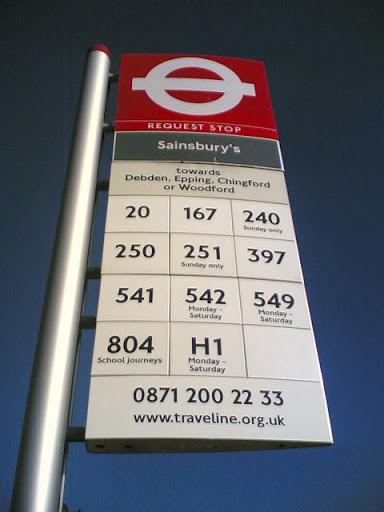 REQUEST STOP
Sainsbury's
towards
Debden, Epping, Chingford
or Woodford
20 167 240
Sunday only
250 251 397
Sunday only
541 542 549
Monday - Monday -
Saturday Saturday
804 H1
School journeys Monday -
Saturday
0871 200 22 33
www.traveline.org.uk